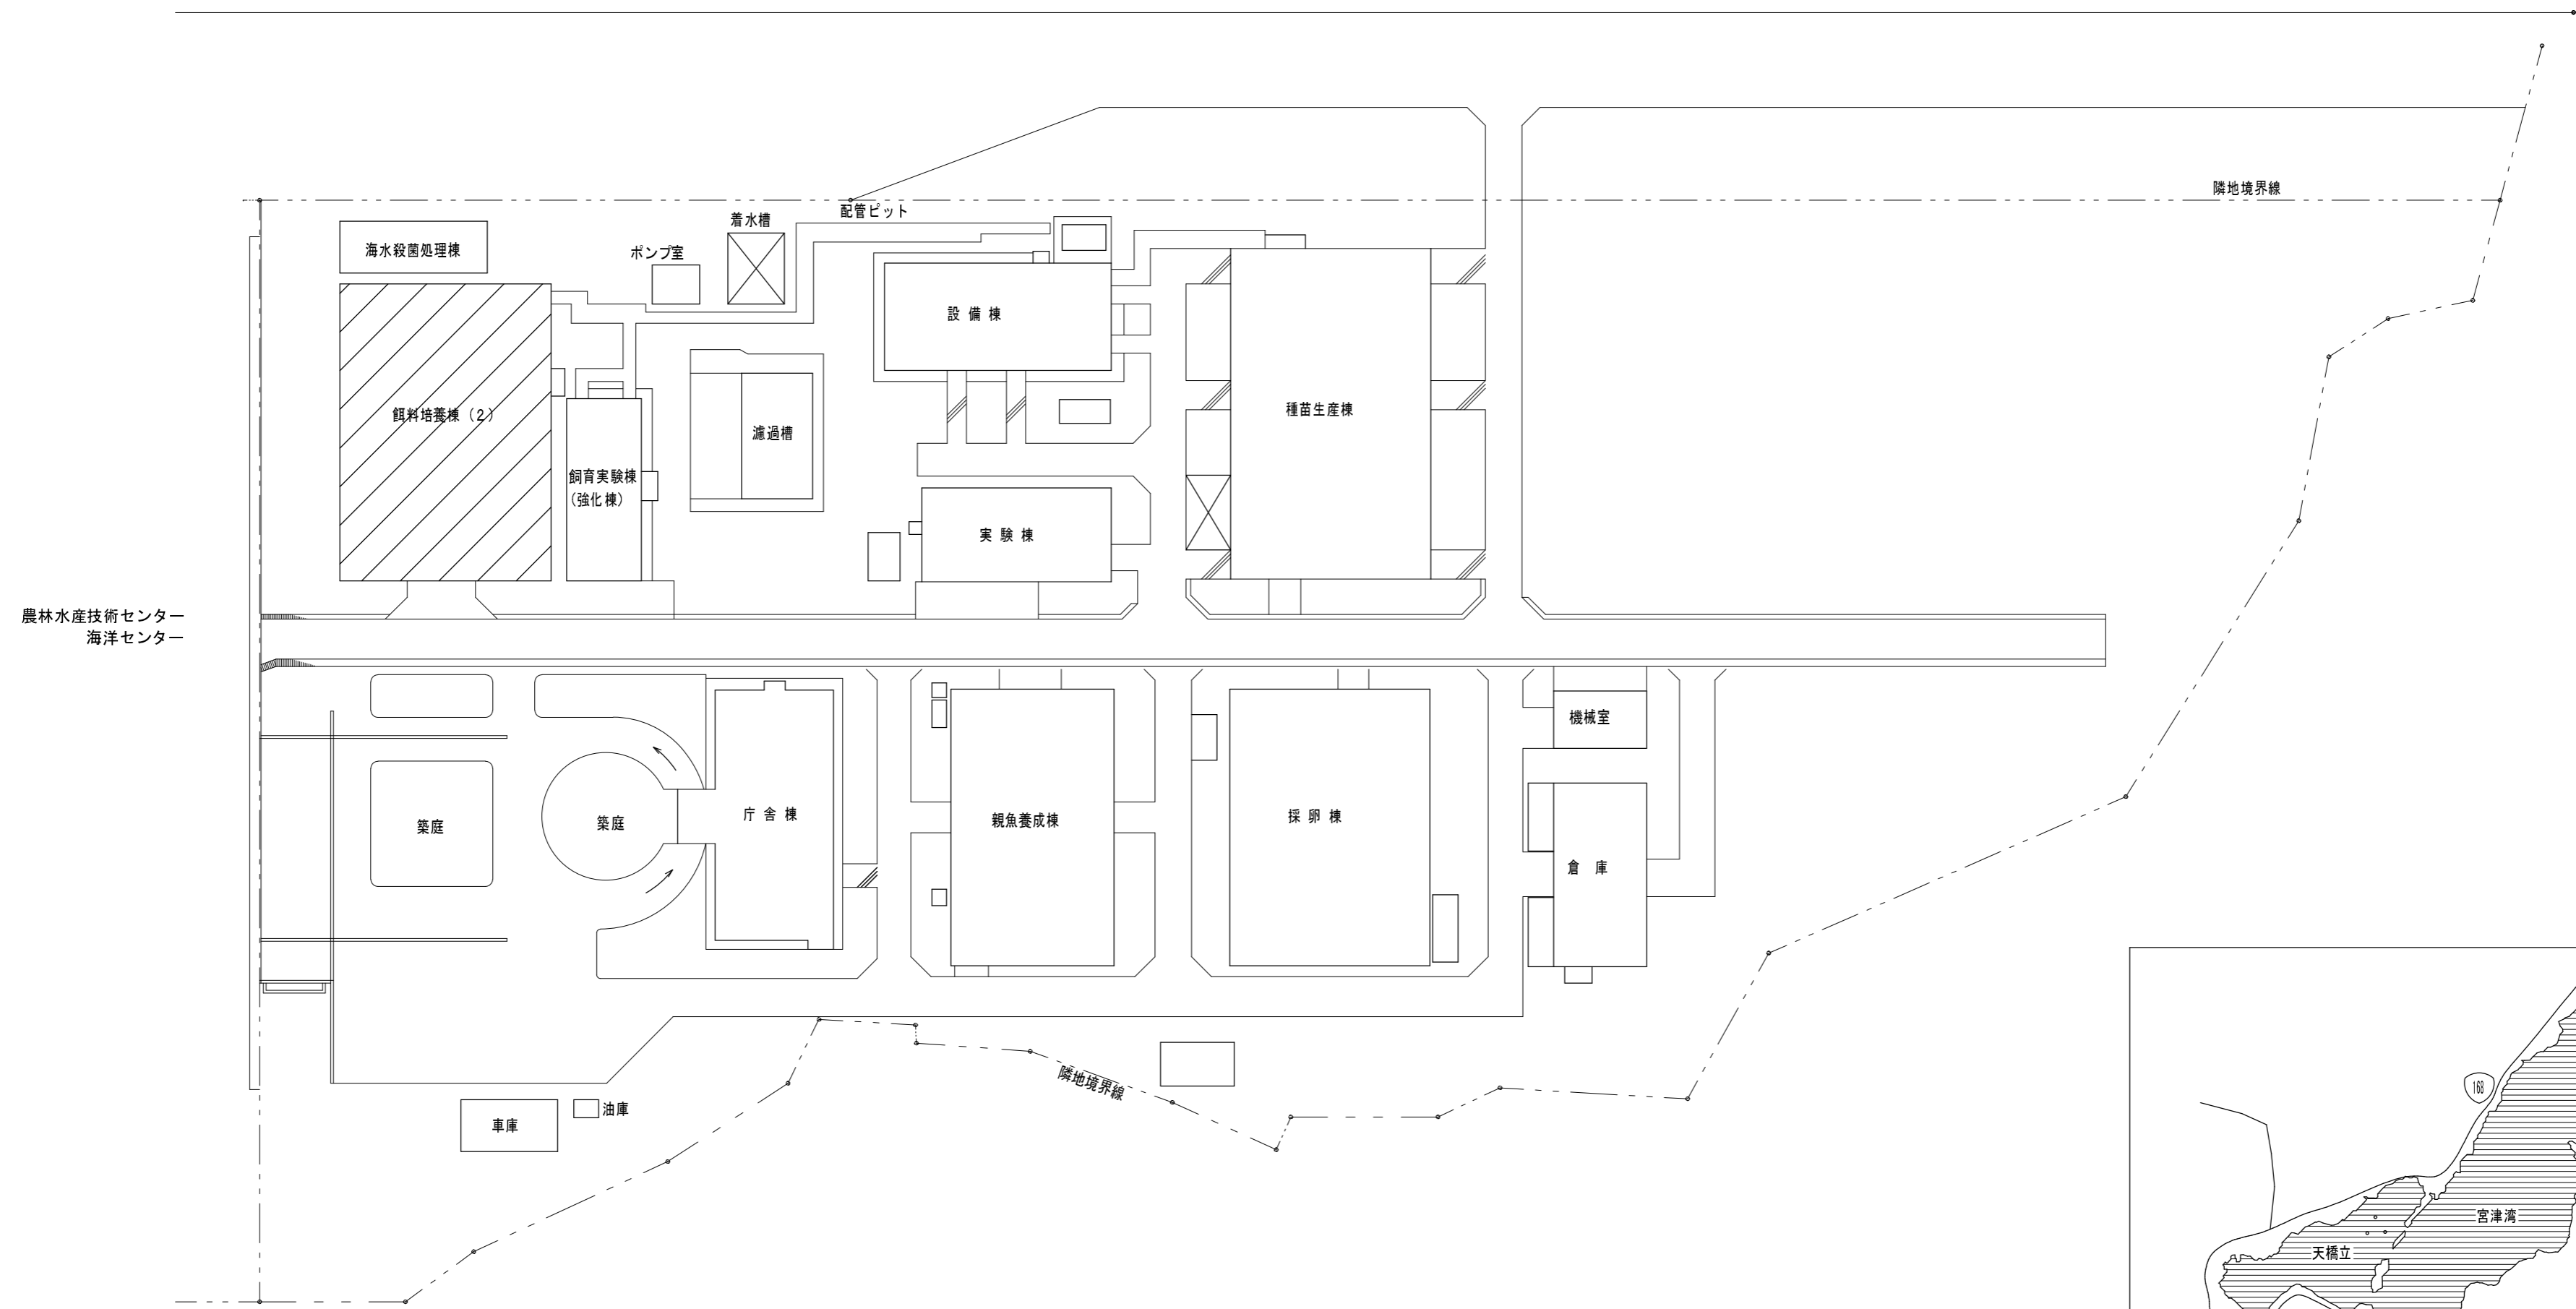 隣地境界線
配管ピット
着水槽
海水殺菌処理棟
ポンプ室
設備棟
餌料培養棟（2）
種苗生産棟
濾過槽
飼育実験棟
（強化棟）
実験棟
農林水産技術センター
海洋センター
機械室
築庭
築庭
庁舎棟
親魚養成棟
採卵棟
倉庫
隣地境界線
油庫
車庫
168
宮津湾
天橋立